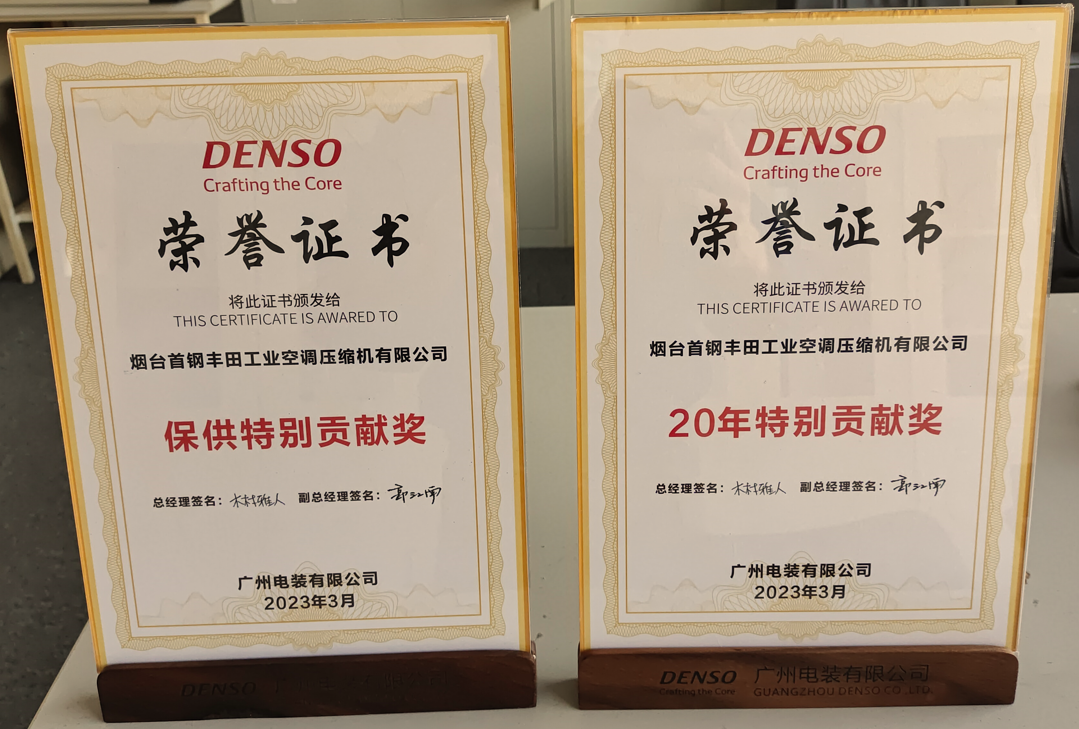 DENSO
Crafting the Core
荣誉证书
将此证书颁发给
THIS CERTIFICATE IS AWARED TO
烟台首钢丰田工业空调压缩机有限公司
保供特别贡献奖
总经理签名： 副总经理签名：
广州电装有限公司
2023年3月
DENSO
DENSO
Crafting the Core
荣誉证书
将此证书颁发给
THIS CERTIFICATE IS AWARED TO
烟台首钢丰田工业空调压缩机有限公司
20年特别贡献奖
总经理签名： 副总经理签名：
广州电装有限公司
2023年3月
DENSO 广州电装有限公司
Crafting the Core GUANGZHOU DENSO CO.,LTD.